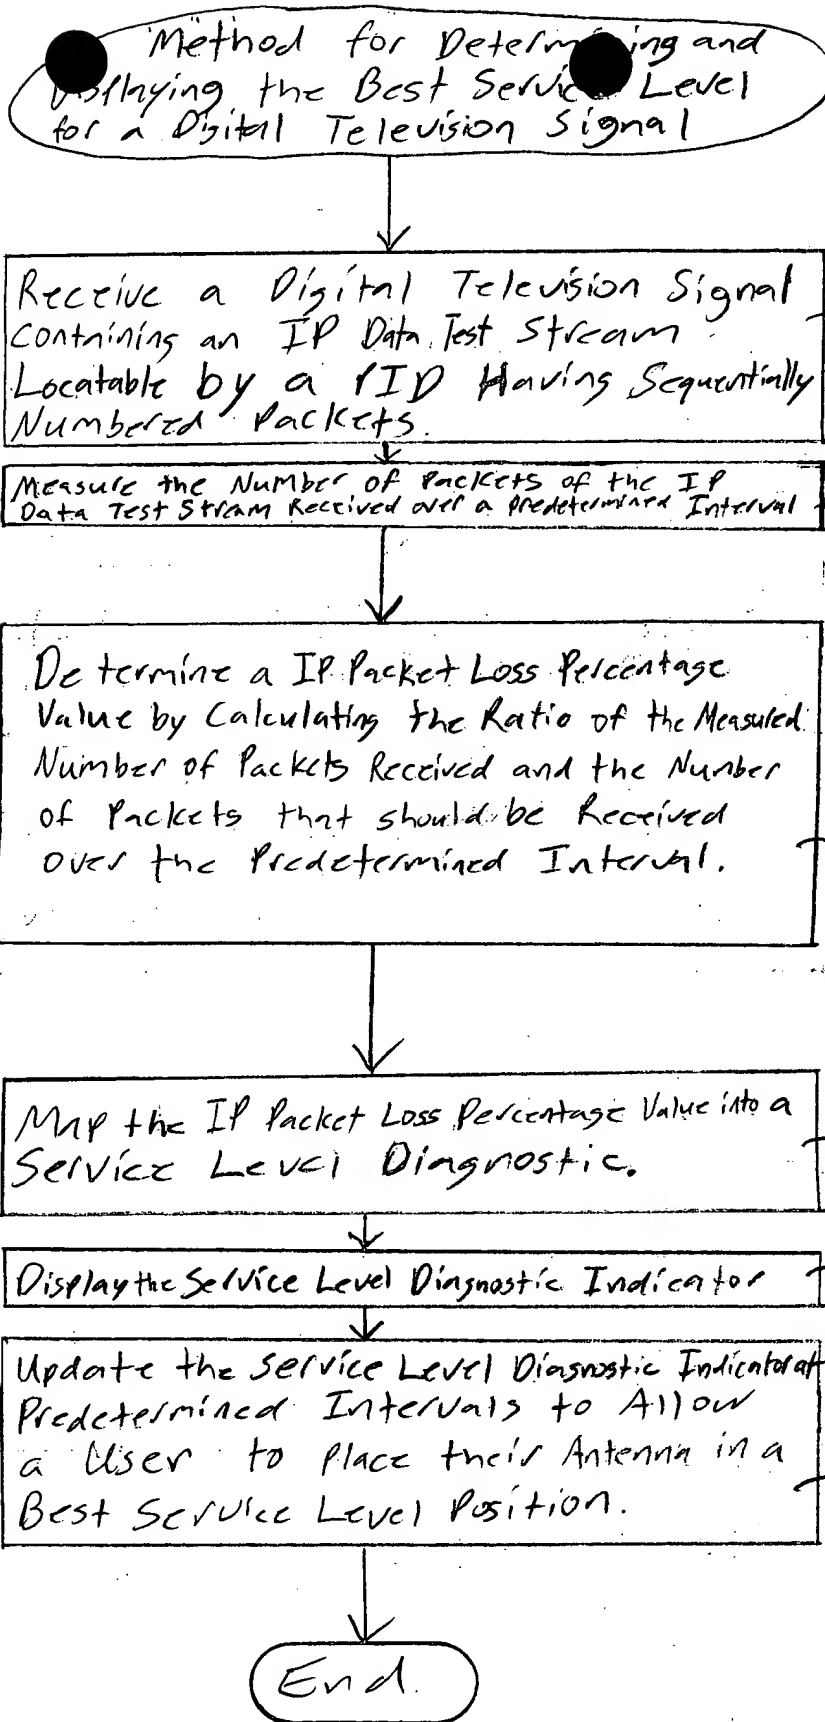 Method for Determining and
Displaying the Best Service Level
for a Digital Television Signal
Receive a Digital Television Signal
Containing an IP Data Test Stream
Locatable by a PID Having Sequentially
Numbered Packets.
Measure the Number of Packets of the IP
Data Test Stream Received over a Predetermined Interval
Determine a IP Packet Loss Percentage
Value by Calculating the Ratio of the Measured
Number of Packets Received and the Number
of Packets that should be Received
Over the Predetermined Interval.
Map the IP Packet Loss Percentage Value into a
Service Level Diagnostic.
Display the Service Level Diagnostic Indicator
Update the Service Level Diagnostic Indicator at
Predetermined Intervals to Allow
a User to Place their Antenna in a
Best Service Level Position.
End.